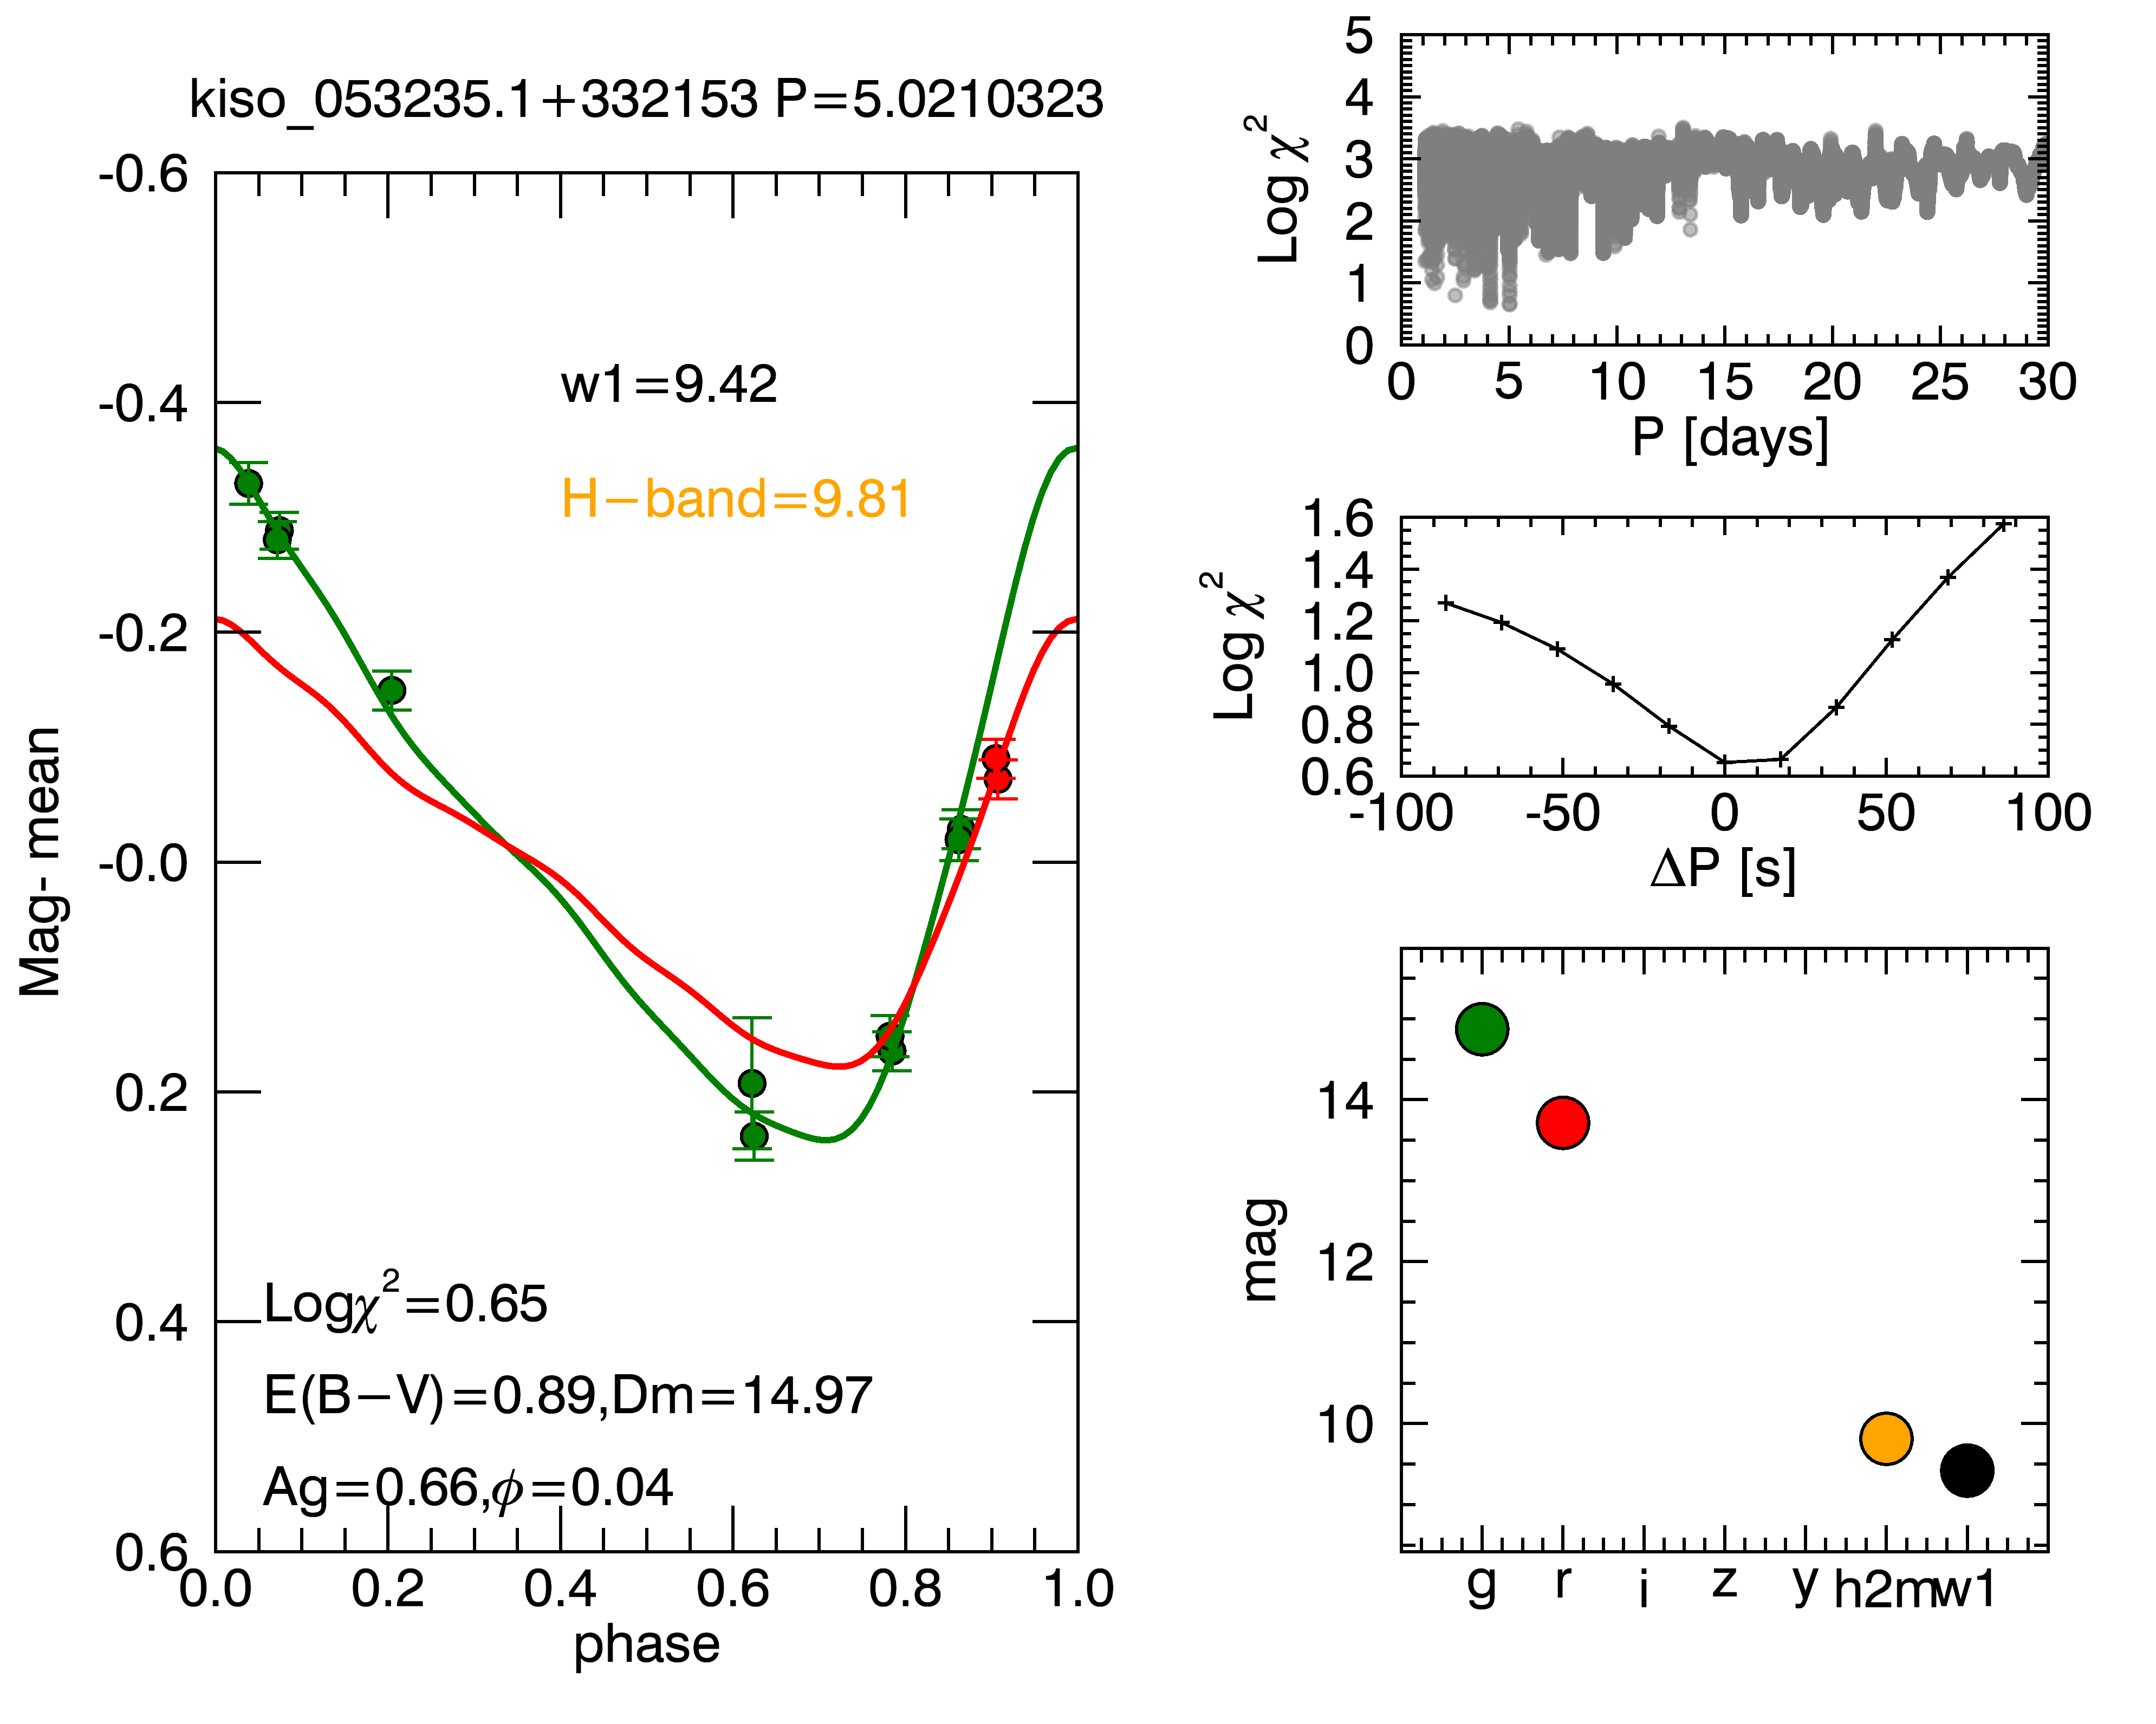 kiso_053235.1+332153 P=5.0210323
-0.6
-0.4
-0.2
-0.0
0.2
0.4
0.6
Mag- mean
w1=9.42
H−band=9.81
Logχ²=0.65
E(B−V)=0.89,Dm=14.97
Ag=0.66,ϕ=0.04
0.0 0.2 0.4 0.6 0.8 1.0
phase
5
4
3
2
1
0
Log χ²
0 5 10 15 20 25 30
P [days]
1.6
1.4
1.2
1.0
0.8
0.6
Log χ²
-100 -50 0 50 100
ΔP [s]
14
12
10
mag
g r i z y h2mw1